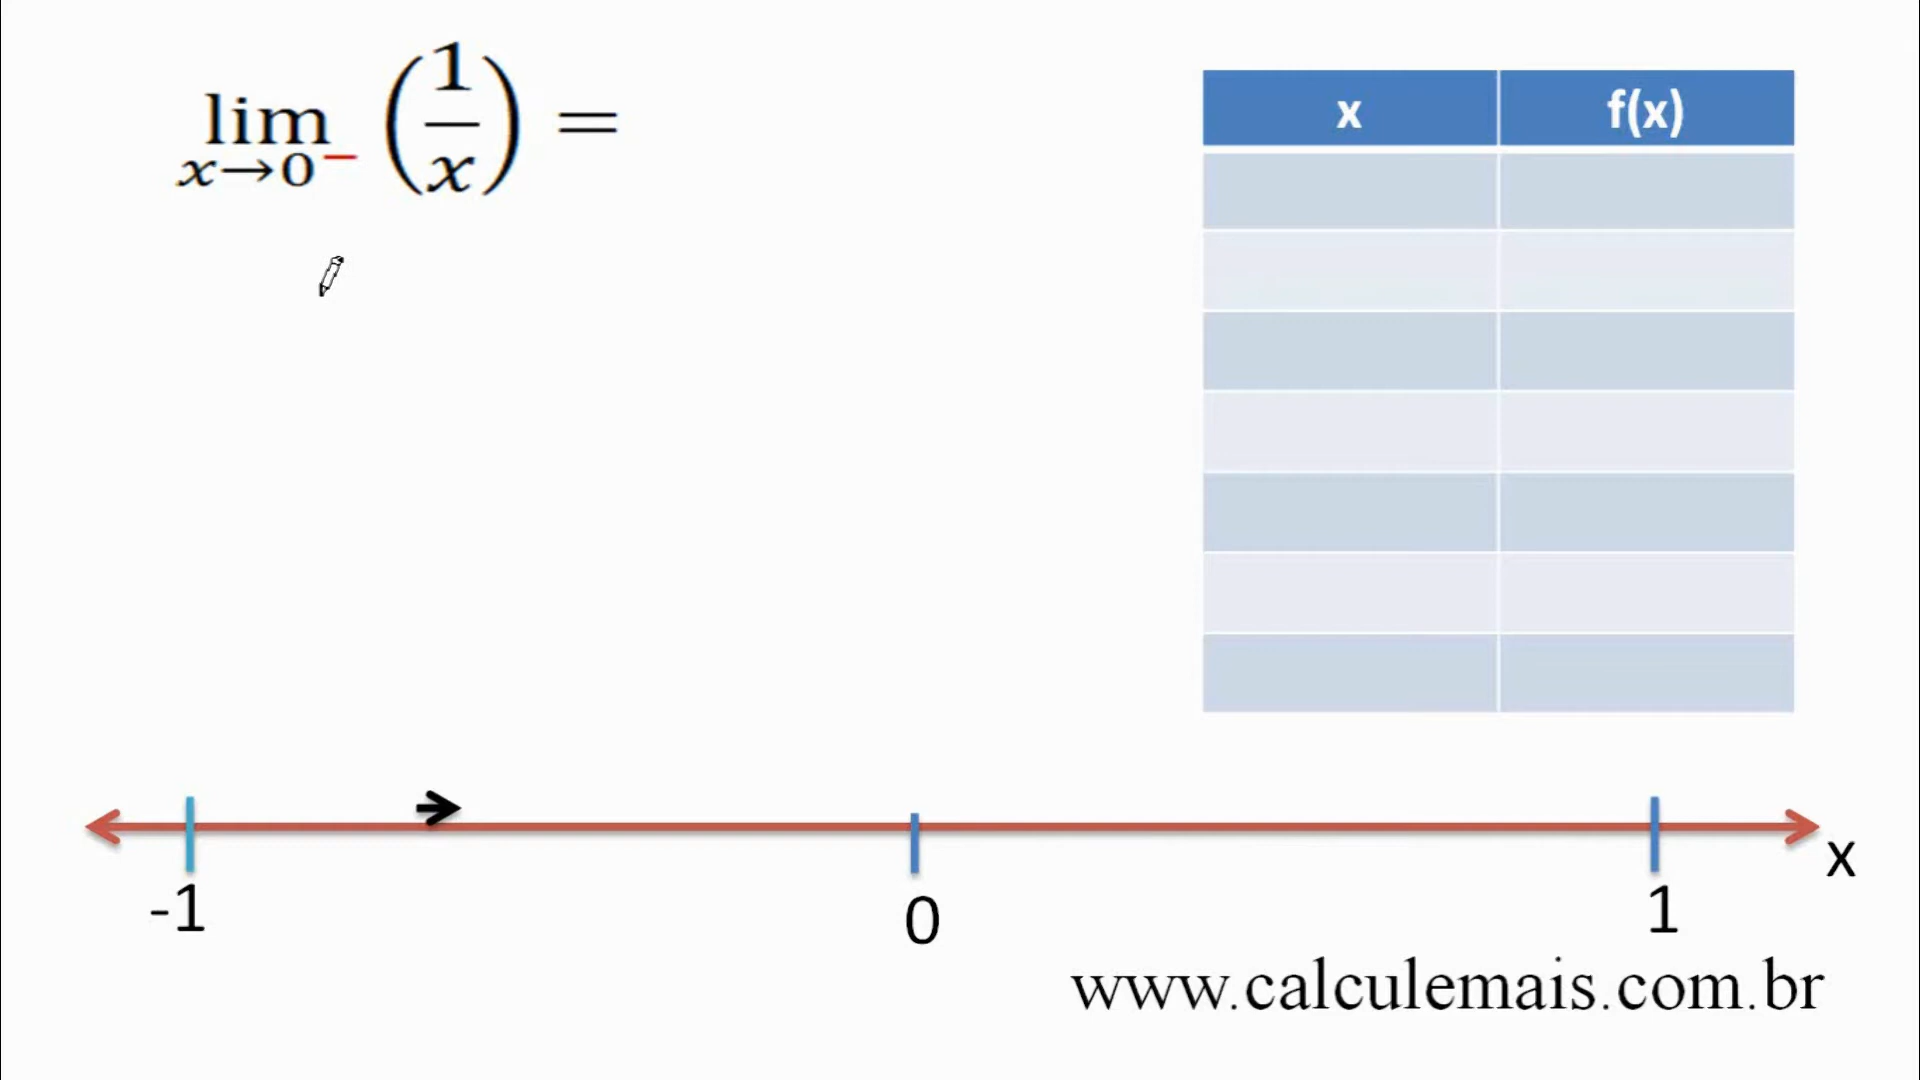 lim (1/x) =
x→0⁻
x f(x)
-1 0 1 x
www.calculemais.com.br